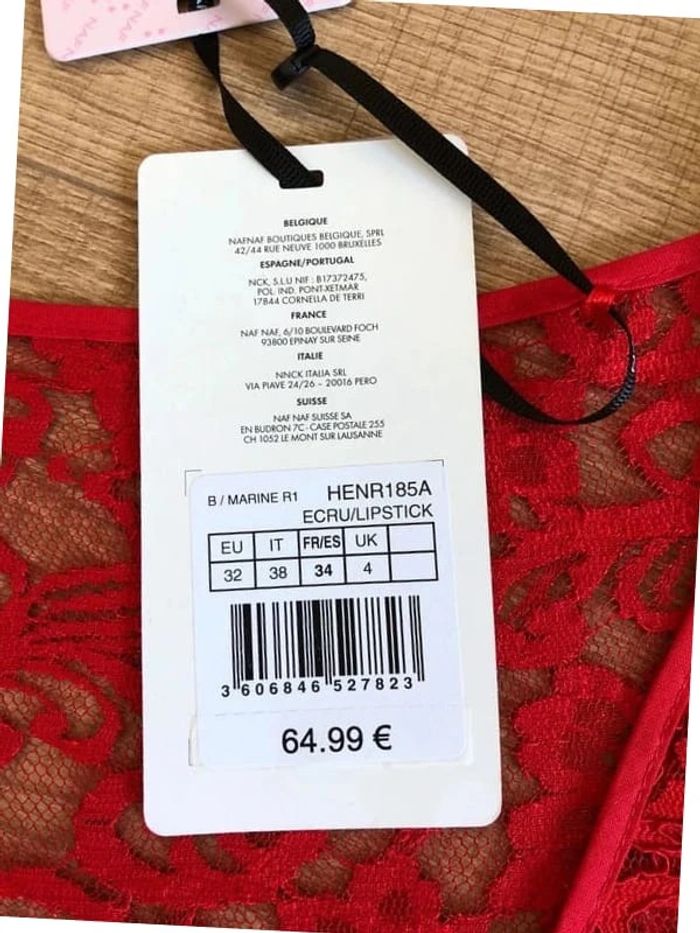 NAF NAF
BELGIQUE
NAFNAF BOUTIQUES BELGIQUE, SPRL
42/44 RUE NEUVE 1000 BRUXELLES
ESPAGNE/PORTUGAL
NCK, S.L.U NIF : B17372475,
POL. IND. PONT-XETMAR
17844 CORNELLA DE TERRI
FRANCE
NAF NAF, 6/10 BOULEVARD FOCH
93800 EPINAY SUR SEINE
ITALIE
NNCK ITALIA SRL
VIA PIAVE 24/26 - 20016 PERO
SUISSE
NAF NAF SUISSE SA
EN BUDRON 7C - CASE POSTALE 255
CH 1052 LE MONT SUR LAUSANNE
B / MARINE R1 HENR185A
ECRU/LIPSTICK
EU IT FR/ES UK
32 38 34 4
3 606846 527823
64.99 €